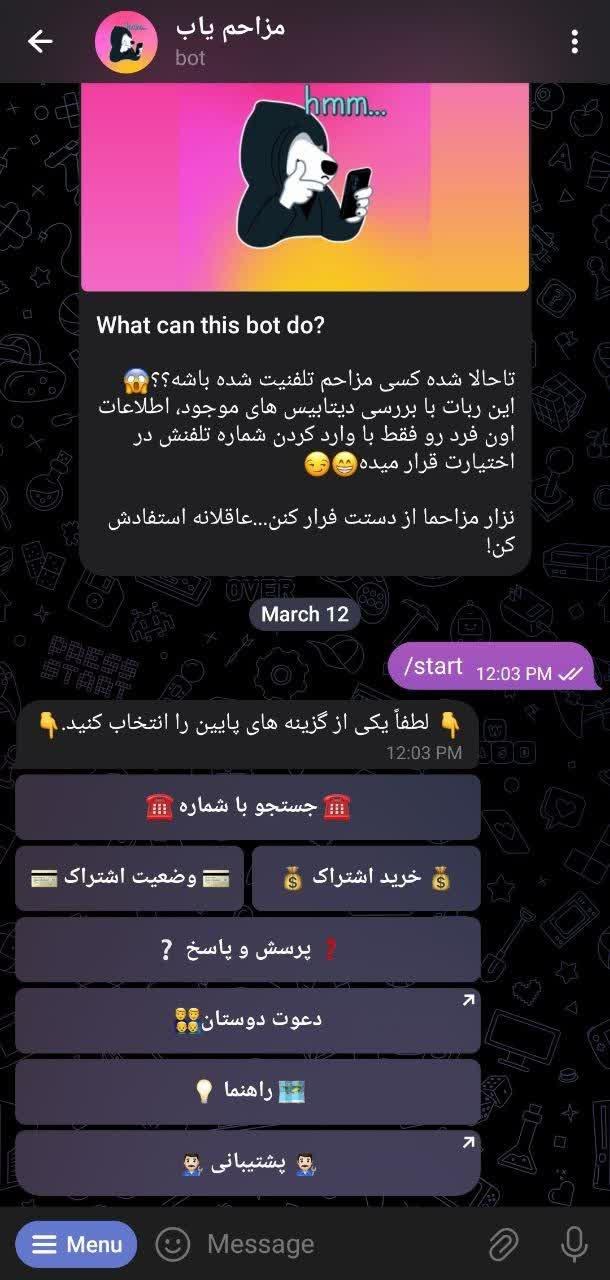 مزاحم یاب
bot
hmm...
What can this bot do?
تاحالا شده کسی مزاحم تلفنیت شده باشه؟؟😱
این ربات با بررسی دیتابیس های موجود، اطلاعات
اون فرد رو فقط با وارد کردن شماره تلفنش در
اختیارت قرار میده😁😏
نزار مزاحما از دستت فرار کنن...عاقلانه استفادش
کن!
March 12
/start 12:03 PM
👇 لطفاً یکی از گزینه های پایین را انتخاب کنید.👇
12:03 PM
☎️ جستجو با شماره ☎️
💰 خرید اشتراک 💰
💳 وضعیت اشتراک 💳
❓ پرسش و پاسخ ❔
دعوت دوستان👨‍👨‍👦‍👦
🗺 راهنما 💡
👨🏻‍🔧 پشتیبانی 👨🏻‍🔧
Menu
Message